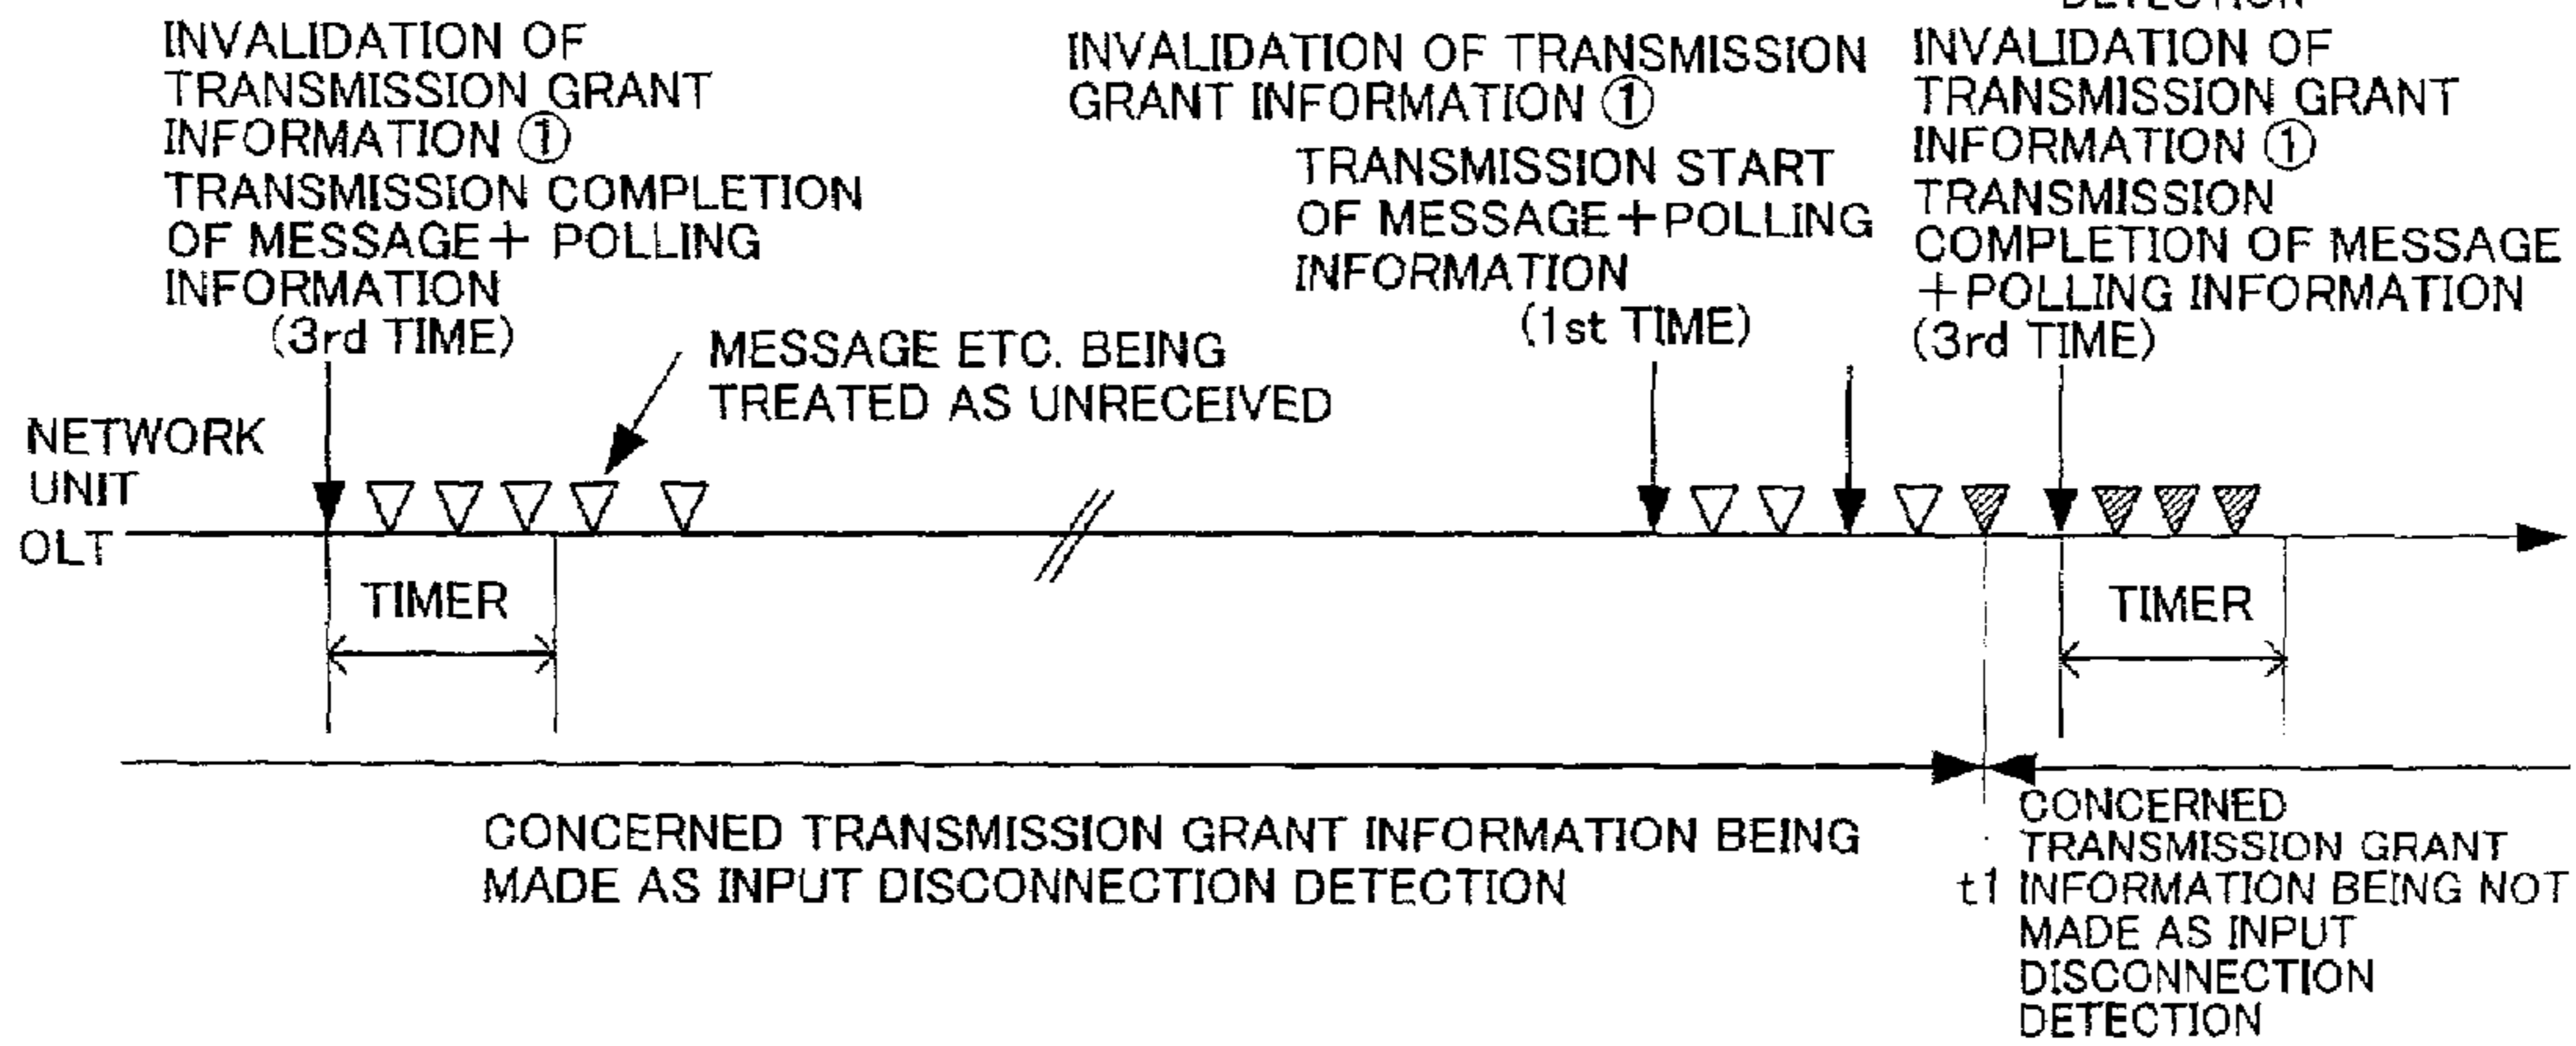 DETECTION
INVALIDATION OF
TRANSMISSION GRANT
INFORMATION ①
TRANSMISSION COMPLETION
OF MESSAGE+ POLLING
INFORMATION
(3rd TIME)
MESSAGE ETC. BEING
TREATED AS UNRECEIVED
INVALIDATION OF TRANSMISSION
GRANT INFORMATION ①
TRANSMISSION START
OF MESSAGE+POLLING
INFORMATION
(1st TIME)
INVALIDATION OF
TRANSMISSION GRANT
INFORMATION ①
TRANSMISSION
COMPLETION OF MESSAGE
+POLLING INFORMATION
(3rd TIME)
NETWORK
UNIT
OLT
TIMER
TIMER
CONCERNED TRANSMISSION GRANT INFORMATION BEING
MADE AS INPUT DISCONNECTION DETECTION
t1
CONCERNED
TRANSMISSION GRANT
INFORMATION BEING NOT
MADE AS INPUT
DISCONNECTION
DETECTION